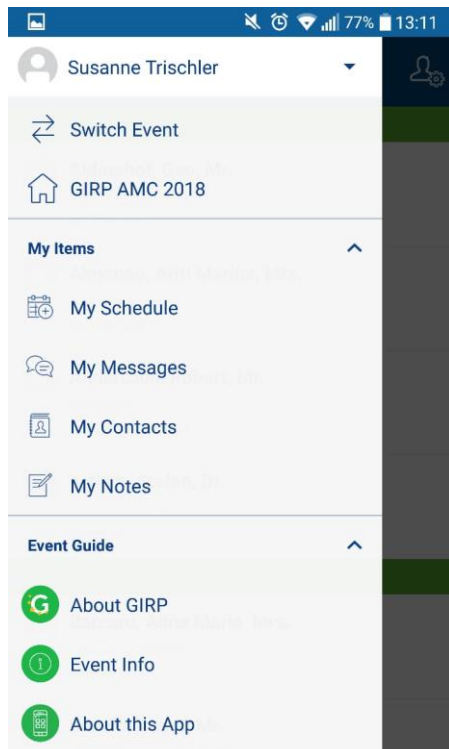 77% 13:11
Susanne Trischler
Switch Event
GIRP AMC 2018
My Items
My Schedule
My Messages
My Contacts
My Notes
Event Guide
G About GIRP
Event Info
About this App